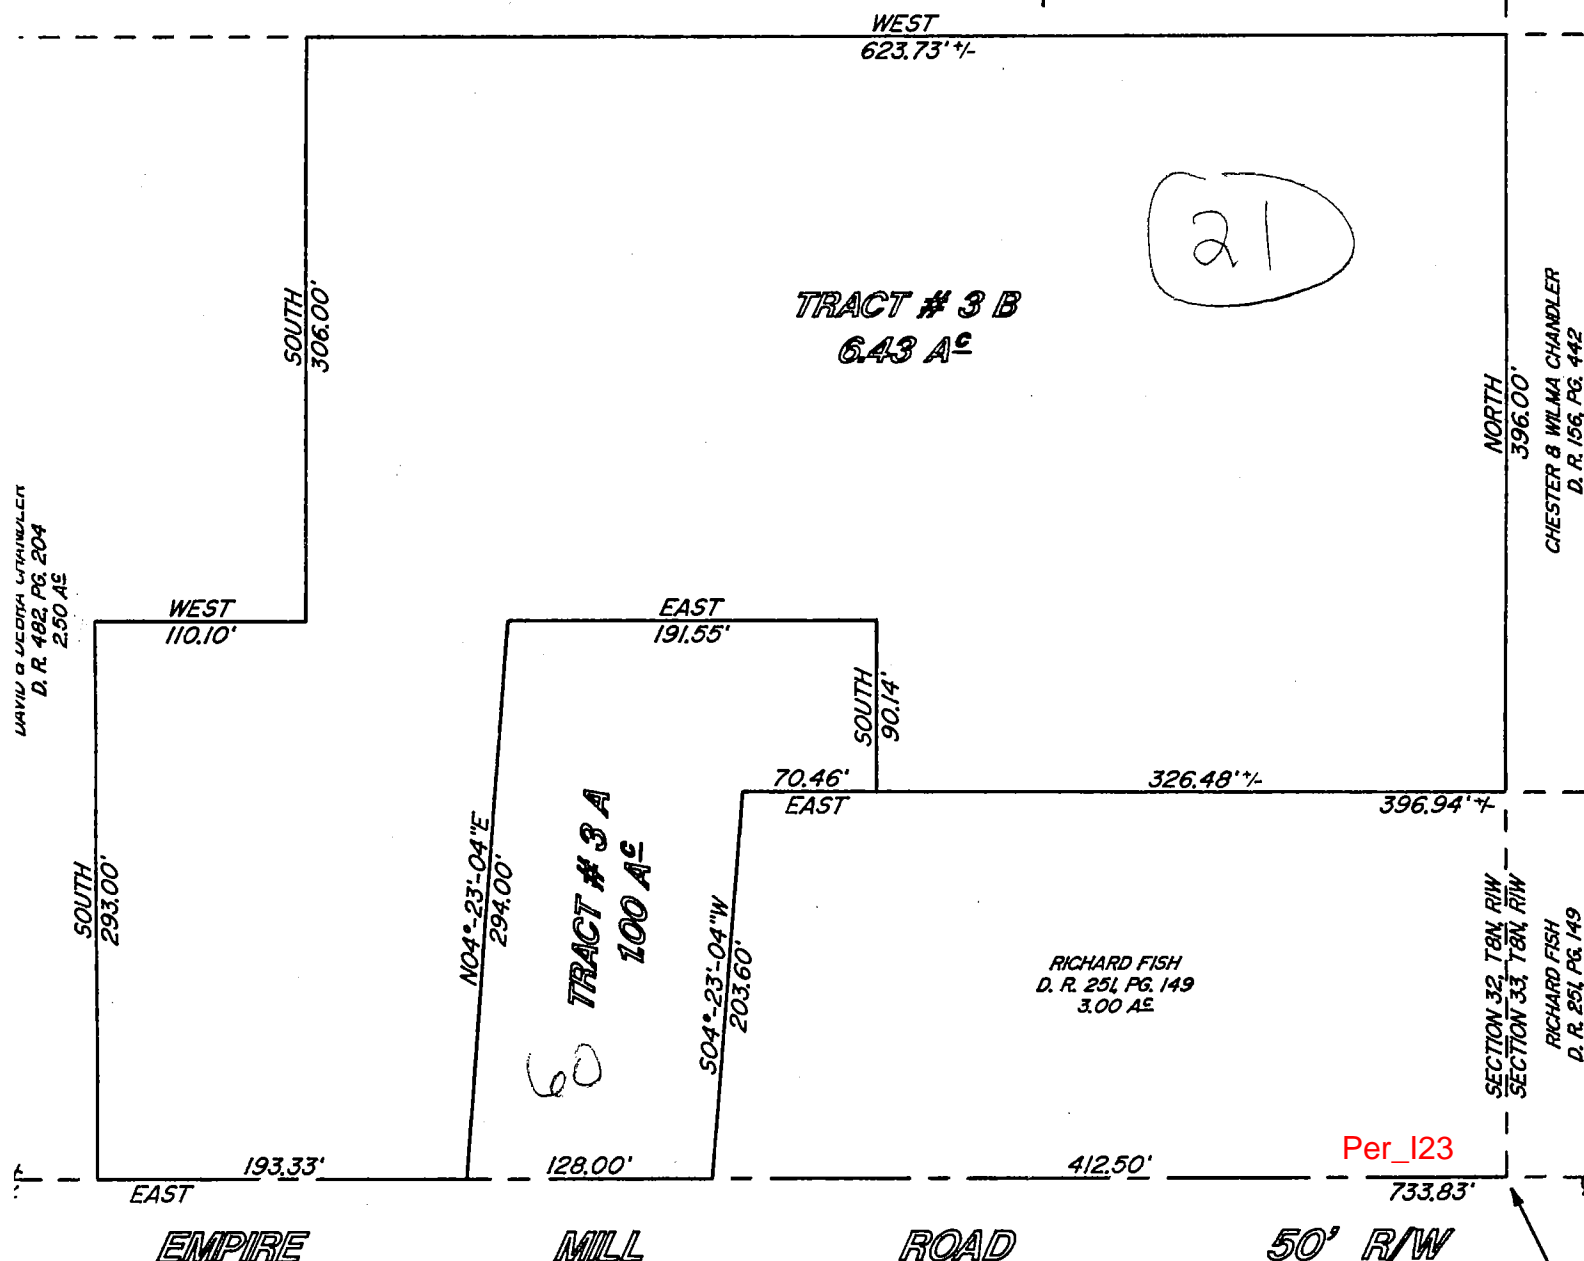 WEST
623.73' +/-
21
SOUTH
306.00'
TRACT # 3 B
6.43 Ac
NORTH
396.00'
CHESTER & WILMA CHANDLER
D. R. 156, PG. 442
CHANDLER
D. R. 482, PG. 204
2.50 Ac
WEST
110.10'
EAST
191.55'
SOUTH
90.14'
70.46'
EAST
326.48' +/-
396.94' +/-
SOUTH
293.00'
N04°-23'-04"E
294.00'
TRACT # 3 A
1.00 Ac
60
S04°-23'-04"W
203.60'
RICHARD FISH
D. R. 251, PG. 149
3.00 Ac
SECTION 32, T8N, R1W
SECTION 33, T8N, R1W
RICHARD FISH
D. R. 251, PG. 149
Per_I23
193.33'
EAST
128.00'
412.50'
733.83'
EMPIRE MILL ROAD 50' R/W